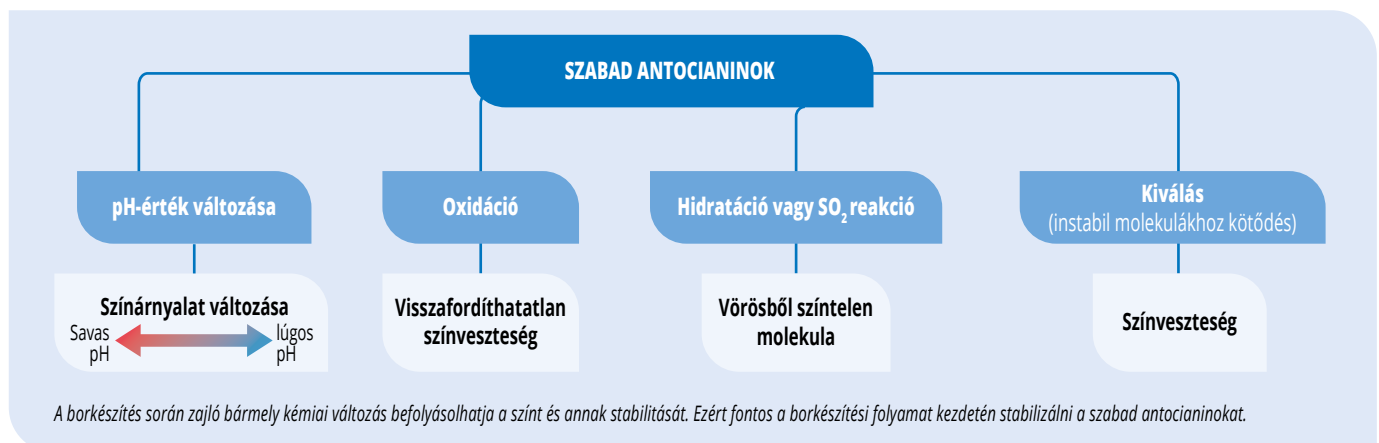 SZABAD ANTOCIANINOK
pH-érték változása
Oxidáció
Hidratáció vagy SO₂ reakció
Kiválás
(instabil molekulákhoz kötődés)
Színárnyalat változása
Savas
pH
lúgos
pH
Visszafordíthatatlan
színveszteség
Vörösből színtelen
molekula
Színveszteség
A borkészítés során zajló bármely kémiai változás befolyásolhatja a színt és annak stabilitását. Ezért fontos a borkészítési folyamat kezdetén stabilizálni a szabad antocianinokat.